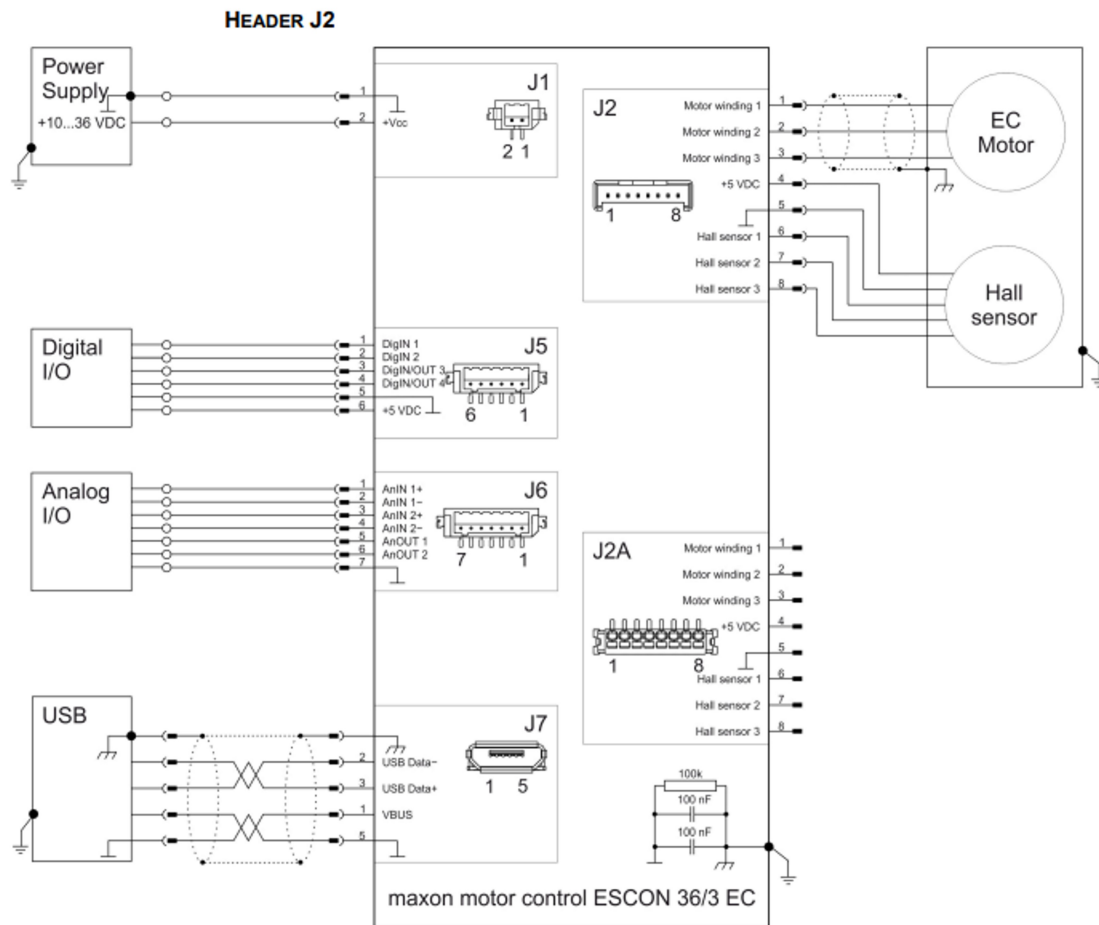 HEADER J2
Power
Supply
+10...36 VDC
1
2
+Vcc
J1
2 1
J2
1 8
Motor winding 1
1
Motor winding 2
2
Motor winding 3
3
+5 VDC
4
5
Hall sensor 1
6
Hall sensor 2
7
Hall sensor 3
8
EC
Motor
Hall
sensor
Digital
I/O
1
DigIN 1
2
DigIN 2
3
DigIN/OUT 3
4
DigIN/OUT 4
5
6
+5 VDC
J5
6 1
Analog
I/O
1
AnIN 1+
2
AnIN 1−
3
AnIN 2+
4
AnIN 2−
5
AnOUT 1
6
AnOUT 2
7
J6
7 1
J2A
1 8
Motor winding 1
1
Motor winding 2
2
Motor winding 3
3
+5 VDC
4
5
Hall sensor 1
6
Hall sensor 2
7
Hall sensor 3
8
USB
2
USB Data−
3
USB Data+
1
VBUS
5
J7
1 5
100k
100 nF
100 nF
maxon motor control ESCON 36/3 EC